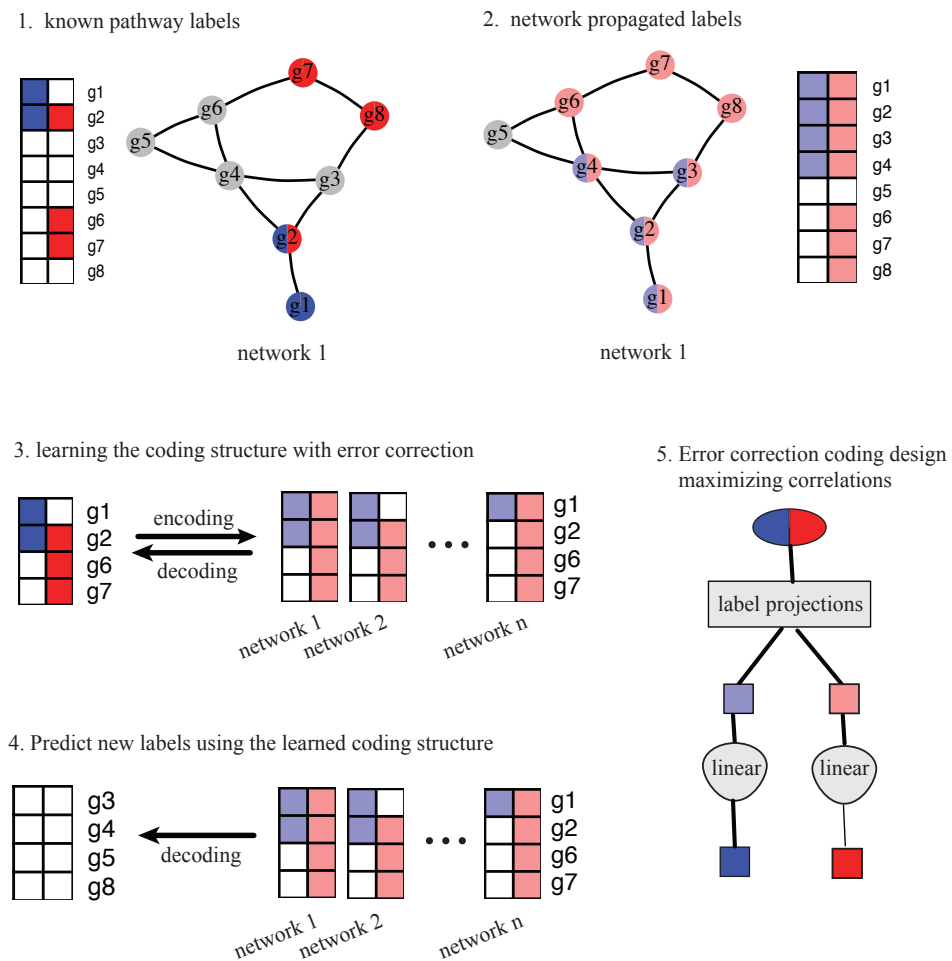 1. known pathway labels
g1
g2
g3
g4
g5
g6
g7
g8
g7
g8
g6
g5
g4
g3
g2
g1
network 1
2. network propagated labels
g7
g8
g6
g5
g4
g3
g2
g1
network 1
g1
g2
g3
g4
g5
g6
g7
g8
3. learning the coding structure with error correction
g1
g2
g6
g7
encoding
decoding
network 1
network 2
network n
g1
g2
g6
g7
4. Predict new labels using the learned coding structure
g3
g4
g5
g8
decoding
network 1
network 2
network n
g1
g2
g6
g7
5. Error correction coding design
maximizing correlations
label projections
linear
linear